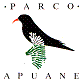 · PARCO ·
APUANE